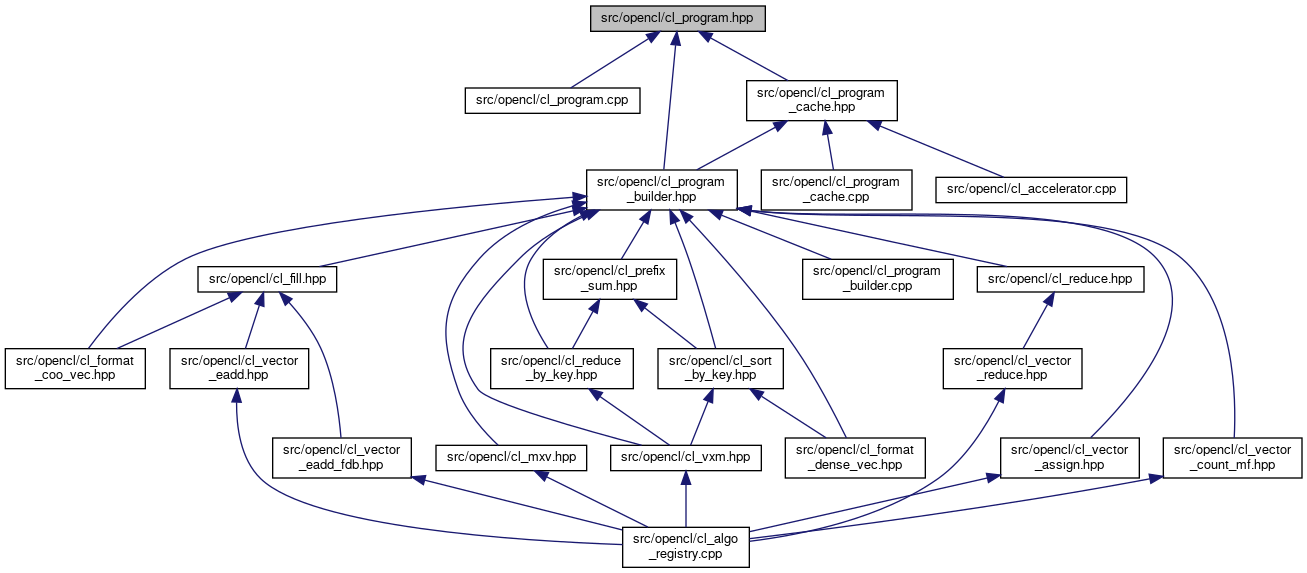 src/opencl/cl_program.hpp
src/opencl/cl_program.cpp
src/opencl/cl_program
_cache.hpp
src/opencl/cl_program
_builder.hpp
src/opencl/cl_program
_cache.cpp
src/opencl/cl_accelerator.cpp
src/opencl/cl_fill.hpp
src/opencl/cl_prefix
_sum.hpp
src/opencl/cl_program
_builder.cpp
src/opencl/cl_reduce.hpp
src/opencl/cl_format
_coo_vec.hpp
src/opencl/cl_vector
_eadd.hpp
src/opencl/cl_reduce
_by_key.hpp
src/opencl/cl_sort
_by_key.hpp
src/opencl/cl_vector
_reduce.hpp
src/opencl/cl_vector
_eadd_fdb.hpp
src/opencl/cl_mxv.hpp
src/opencl/cl_vxm.hpp
src/opencl/cl_format
_dense_vec.hpp
src/opencl/cl_vector
_assign.hpp
src/opencl/cl_vector
_count_mf.hpp
src/opencl/cl_algo
_registry.cpp